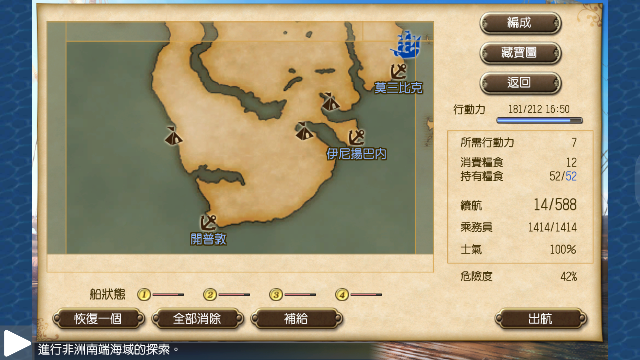 編成
藏寶圖
返回
行動力 181/212 16:50
所需行動力 7
消費糧食 12
持有糧食 52/52
續航 14/588
乘務員 1414/1414
士氣 100%
危險度 42%
莫三比克
伊尼揚巴內
開普敦
船狀態 1 2 3 4
恢復一個 全部消除 補給 出航
進行非洲南端海域的探索。